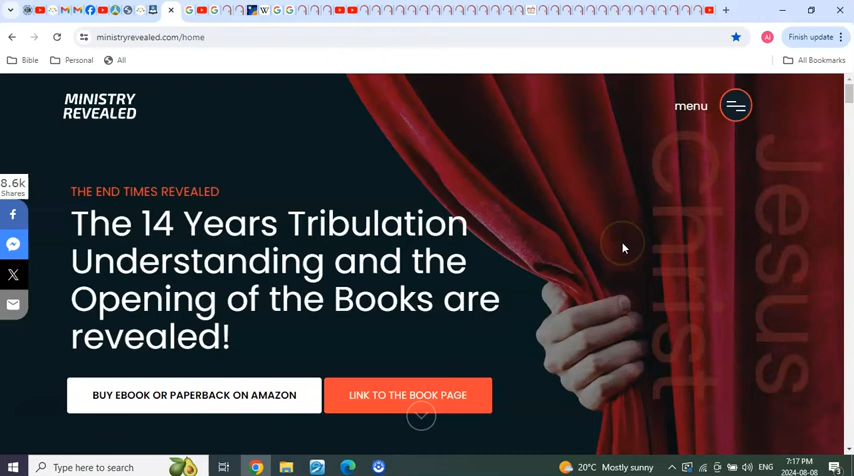 ministryrevealed.com/home
Finish update
Bible
Personal
All
All Bookmarks
MINISTRY
REVEALED
menu
8.6k
Shares
THE END TIMES REVEALED
The 14 Years Tribulation
Understanding and the
Opening of the Books are
revealed!
Jesus
Christ
BUY EBOOK OR PAPERBACK ON AMAZON
LINK TO THE BOOK PAGE
Type here to search
20°C Mostly sunny
ENG
7:17 PM
2024-08-08